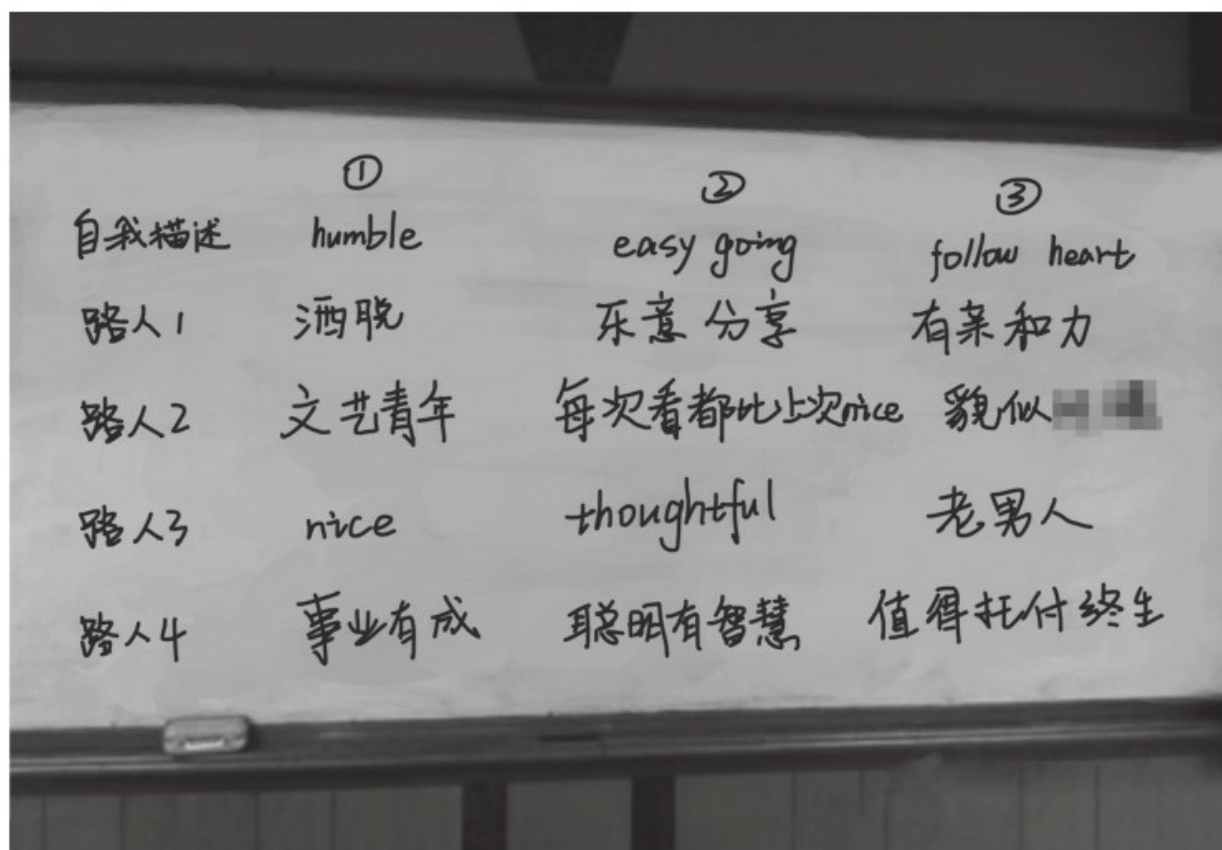 ① ② ③
自我描述 humble easy going follow heart
路人1 洒脱 乐意分享 有亲和力
路人2 文艺青年 每次看都比上次nice 貌似
路人3 nice thoughtful 老男人
路人4 事业有成 聪明有智慧 值得托付终生